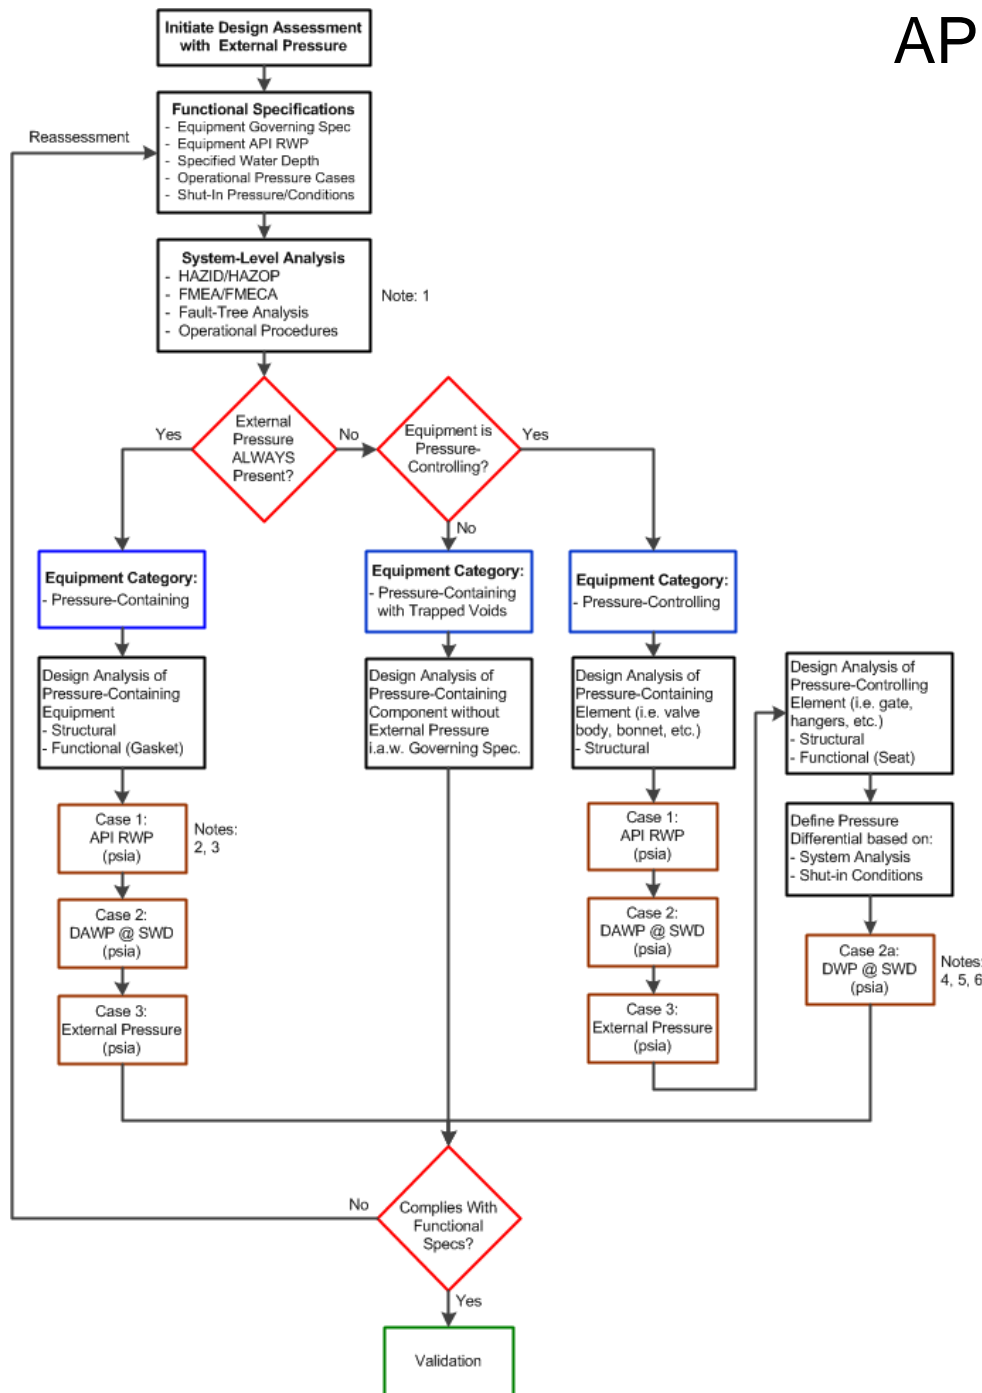 AP
Initiate Design Assessment
with External Pressure
Functional Specifications
- Equipment Governing Spec
- Equipment API RWP
- Specified Water Depth
- Operational Pressure Cases
- Shut-In Pressure/Conditions
Reassessment
System-Level Analysis
- HAZID/HAZOP
- FMEA/FMECA
- Fault-Tree Analysis
- Operational Procedures
Note: 1
External
Pressure
ALWAYS
Present?
Yes
No
Equipment is
Pressure-
Controlling?
Yes
No
Equipment Category:
- Pressure-Containing
Equipment Category:
- Pressure-Containing
with Trapped Voids
Equipment Category:
- Pressure-Controlling
Design Analysis of
Pressure-Containing
Equipment
- Structural
- Functional (Gasket)
Design Analysis of
Pressure-Containing
Component without
External Pressure
i.a.w. Governing Spec.
Design Analysis of
Pressure-Containing
Element (i.e. valve
body, bonnet, etc.)
- Structural
Design Analysis of
Pressure-Controlling
Element (i.e. gate,
hangers, etc.)
- Structural
- Functional (Seat)
Case 1:
API RWP
(psia)
Notes:
2, 3
Case 2:
DAWP @ SWD
(psia)
Case 3:
External Pressure
(psia)
Case 1:
API RWP
(psia)
Case 2:
DAWP @ SWD
(psia)
Case 3:
External Pressure
(psia)
Define Pressure
Differential based on:
- System Analysis
- Shut-in Conditions
Case 2a:
DWP @ SWD
(psia)
Notes:
4, 5, 6
Complies With
Functional
Specs?
No
Yes
Validation